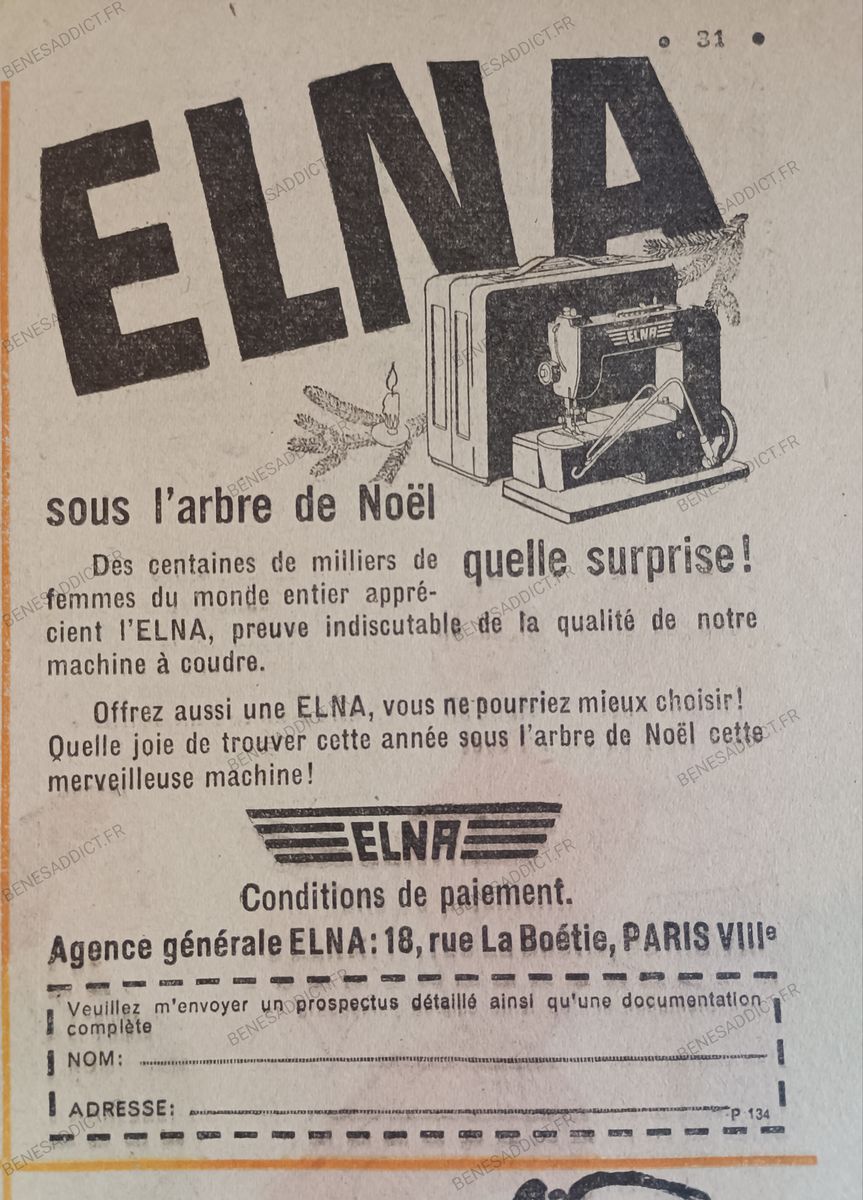 • 31 •
ELNA
ELNA
sous l'arbre de Noël
quelle surprise!
Des centaines de milliers de
femmes du monde entier appré-
cient l'ELNA, preuve indiscutable de la qualité de notre
machine à coudre.
Offrez aussi une ELNA, vous ne pourriez mieux choisir!
Quelle joie de trouver cette année sous l'arbre de Noël cette
merveilleuse machine!
ELNA
Conditions de paiement.
Agence générale ELNA: 18, rue La Boétie, PARIS VIIIe
Veuillez m'envoyer un prospectus détaillé ainsi qu'une documentation
complète
NOM:
ADRESSE:
P 134
BENESADDICT.FR